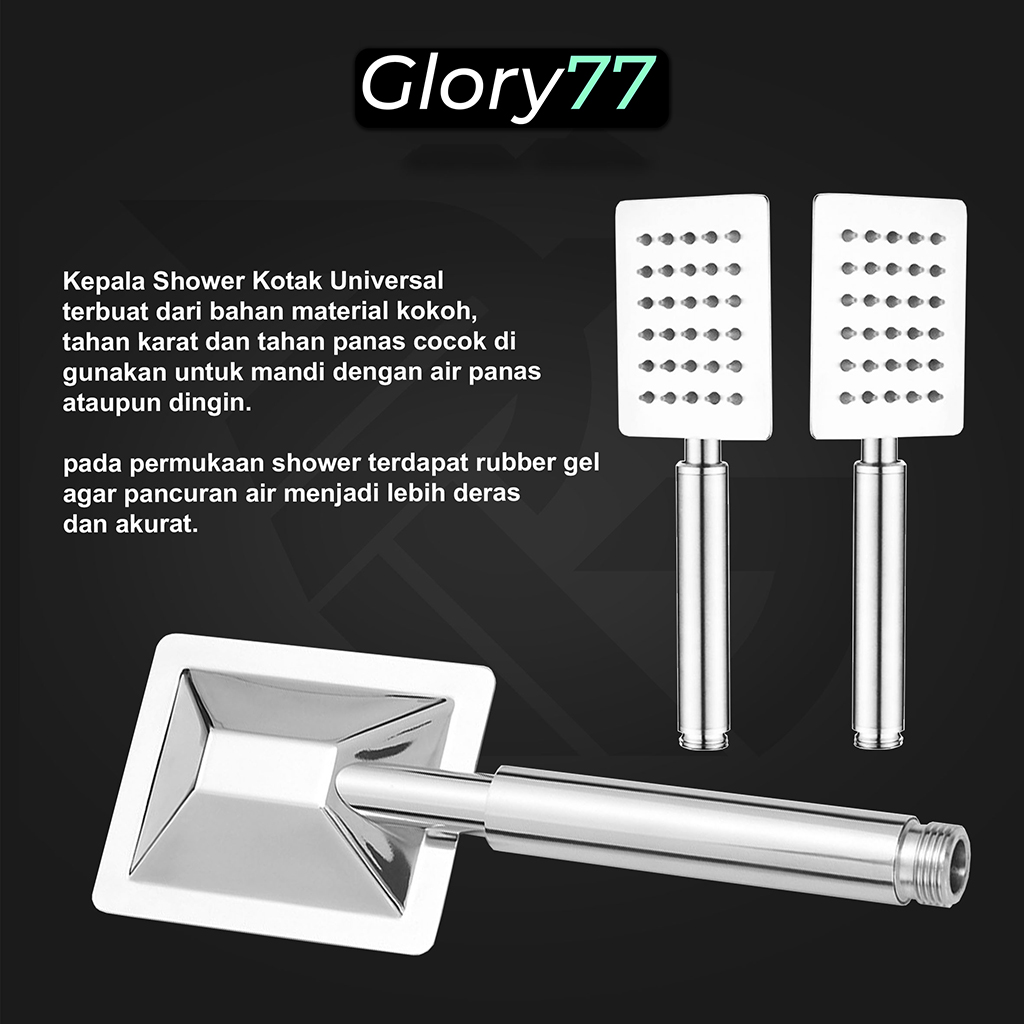 Glory77
Kepala Shower Kotak Universal
terbuat dari bahan material kokoh,
tahan karat dan tahan panas cocok di
gunakan untuk mandi dengan air panas
ataupun dingin.
pada permukaan shower terdapat rubber gel
agar pancuran air menjadi lebih deras
dan akurat.